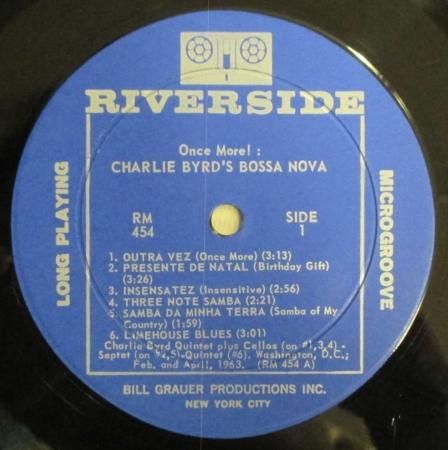 RIVERSIDE
Once More! :
CHARLIE BYRD'S BOSSA NOVA
LONG PLAYING
MICROGROOVE
RM
454
SIDE
1
1. OUTRA VEZ (Once More) (3:13)
2. PRESENTE DE NATAL (Birthday Gift)
(3:26)
3. INSENSATEZ (Insensitive) (2:56)
4. THREE NOTE SAMBA (2:21)
5. SAMBA DA MINHA TERRA (Samba of My
Country) (1:59)
6. LIMEHOUSE BLUES (3:01)
Charlie Byrd Quintet plus Cellos (on #1,3,4)-
Septet (on #2,5)-Quintet (#6). Washington, D.C.;
Feb. and April, 1963. (RM 454 A)
BILL GRAUER PRODUCTIONS INC.
NEW YORK CITY